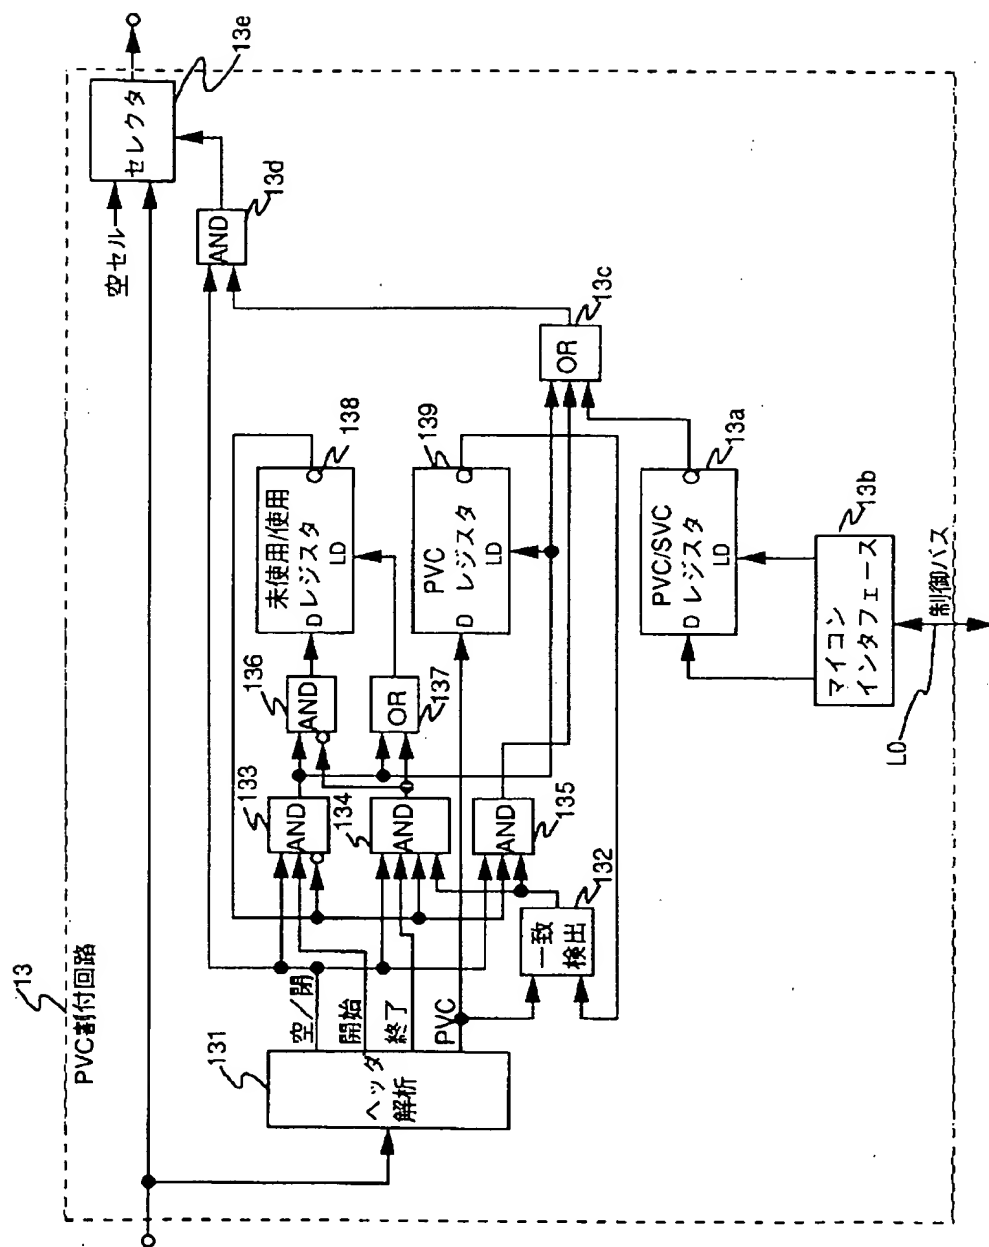 13
PVC割付回路
131
ヘッダ
解析
空/閉
開始
終了
PVC
132
一致
検出
133
AND
134
AND
135
AND
136
AND
137
OR
138
未使用/使用
D レジスタ
LD
139
PVC
D レジスタ
LD
13a
PVC/SVC
D レジスタ
LD
13b
マイコン
インタフェース
LD
制御バス
13c
OR
13d
AND
空セル
セレクタ
13e